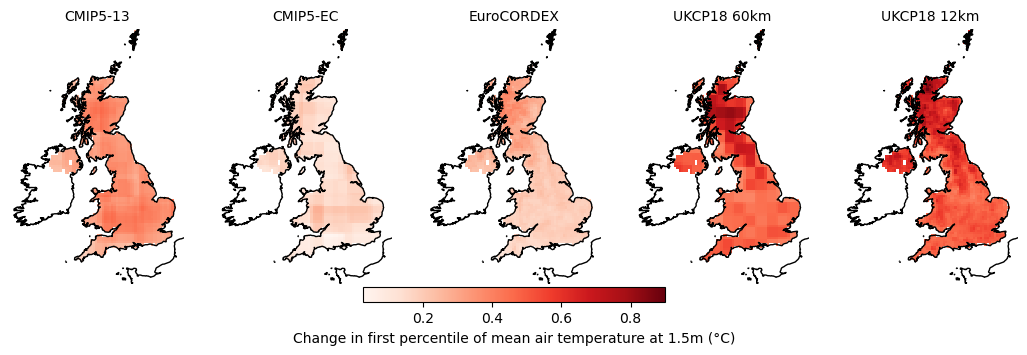 CMIP5-13 CMIP5-EC EuroCORDEX UKCP18 60km UKCP18 12km
0.2 0.4 0.6 0.8
Change in first percentile of mean air temperature at 1.5m (°C)